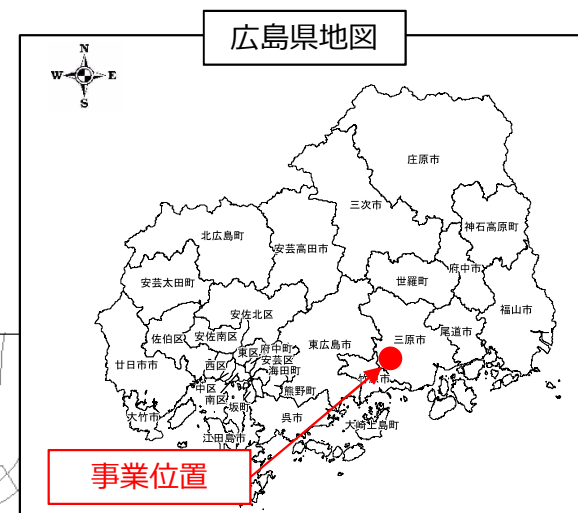 広島県地図
N
W E
S
庄原市
三次市
神石高原町
北広島町
安芸高田市
府中市
世羅町
安芸太田町
福山市
安佐北区
尾道市
三原市
佐伯区
安佐南区
東広島市
東区
府中町
安芸区
廿日市市
西区
海田町
中区
熊野町
南区
坂町
大竹市
呉市
大崎上島町
江田島市
事業位置